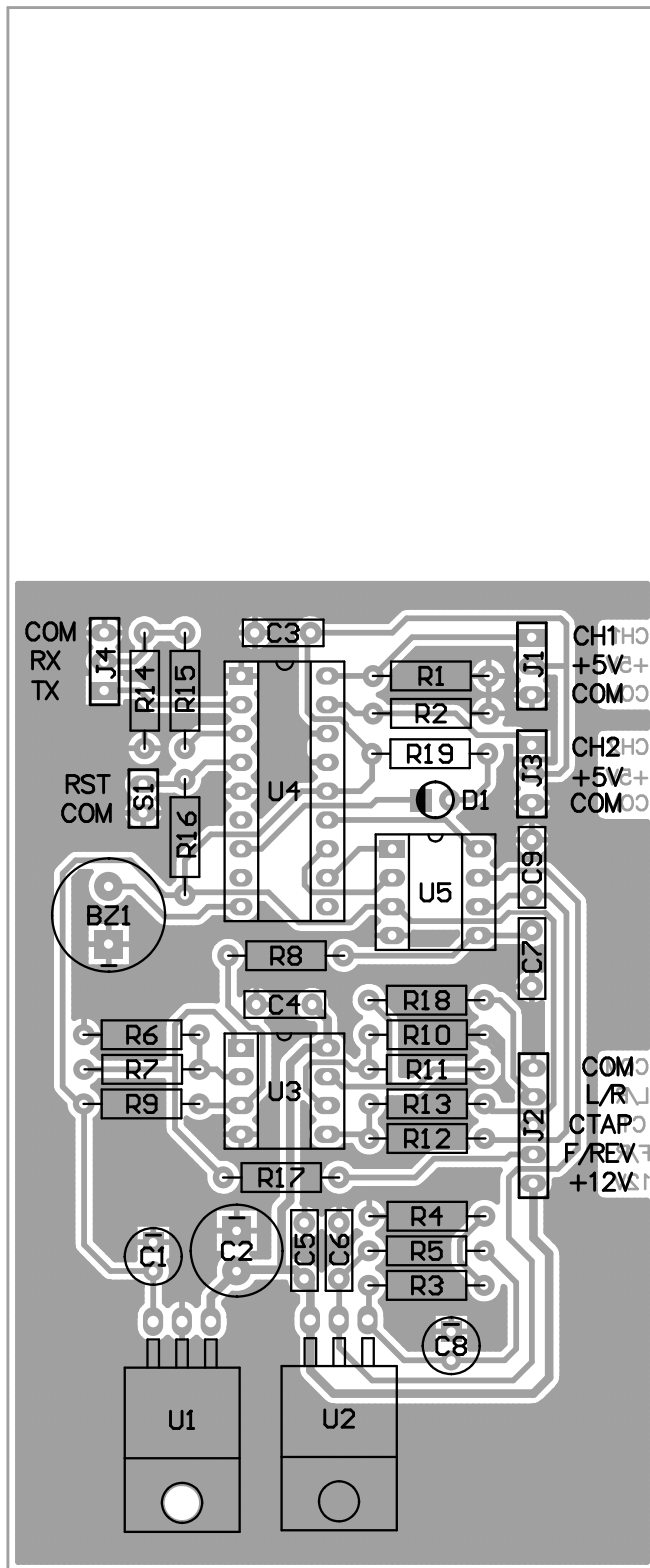 COM
RX
TX
J4
R14
R15
C3
R1
R2
R19
J1
CH1
+5V
COM
J3
CH2
+5V
COM
RST
COM
S1
R16
U4
D1
U5
C9
BZ1
R8
C7
C4
R18
R6
R10
R7
U3
R11
R9
R13
R12
R17
J2
COM
L/R
CTAP
F/REV
+12V
C1
C2
C5
C6
R4
R5
R3
C8
U1
U2